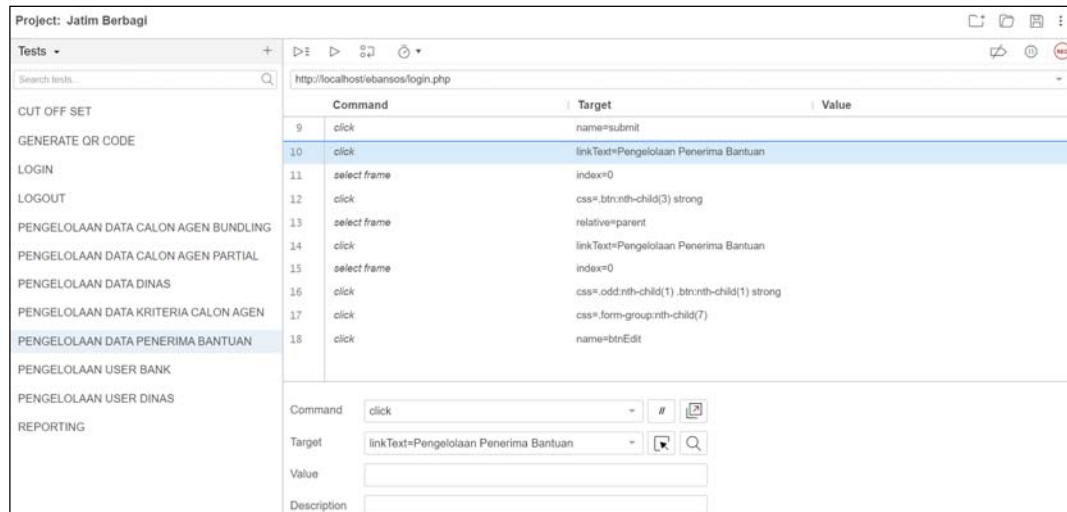 Project: Jatim Berbagi
Tests
Search tests...
CUT OFF SET
GENERATE QR CODE
LOGIN
LOGOUT
PENGELOLAAN DATA CALON AGEN BUNDLING
PENGELOLAAN DATA CALON AGEN PARTIAL
PENGELOLAAN DATA DINAS
PENGELOLAAN DATA KRITERIA CALON AGEN
PENGELOLAAN DATA PENERIMA BANTUAN
PENGELOLAAN USER BANK
PENGELOLAAN USER DINAS
REPORTING
REC
http://localhost/ebansos/login.php
Command Target Value
9 click name=submit
10 click linkText=Pengelolaan Penerima Bantuan
11 select frame index=0
12 click css=.btn:nth-child(3) strong
13 select frame relative=parent
14 click linkText=Pengelolaan Penerima Bantuan
15 select frame index=0
16 click css=.odd:nth-child(1) .btn:nth-child(1) strong
17 click css=.form-group:nth-child(7)
18 click name=btnEdit
Command click //
Target linkText=Pengelolaan Penerima Bantuan
Value
Description